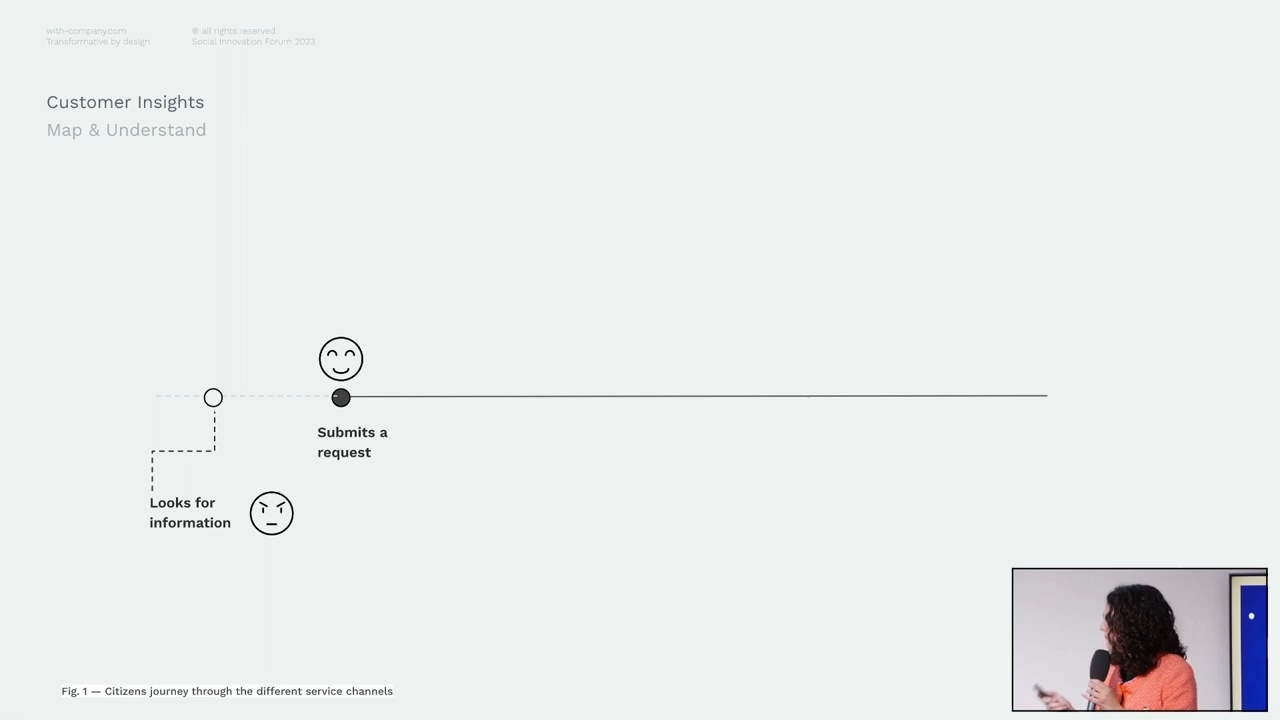 with-company.com
Transformative by design
© all rights reserved
Social Innovation Forum 2023
Customer Insights
Map & Understand
Submits a
request
Looks for
information
Fig. 1 — Citizens journey through the different service channels